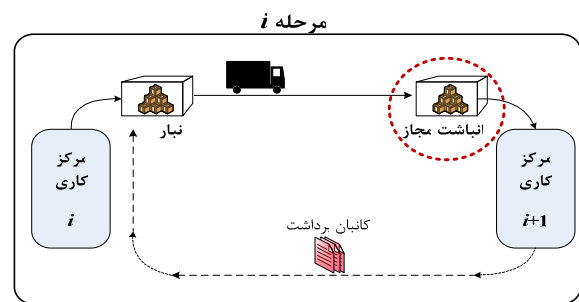 مرحله i
نبار
انباشت مجاز
مرکز
کاری
i
مرکز
کاری
i+1
کانبان برداشت